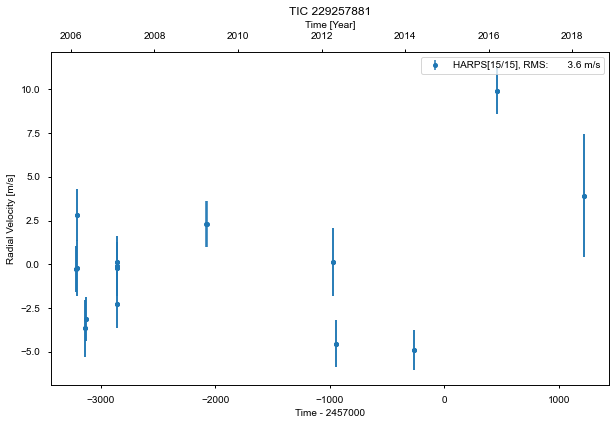 TIC 229257881
Time [Year]
2006 2008 2010 2012 2014 2016 2018
HARPS[15/15], RMS: 3.6 m/s
10.0
7.5
5.0
2.5
0.0
−2.5
−5.0
Radial Velocity [m/s]
−3000 −2000 −1000 0 1000
Time - 2457000